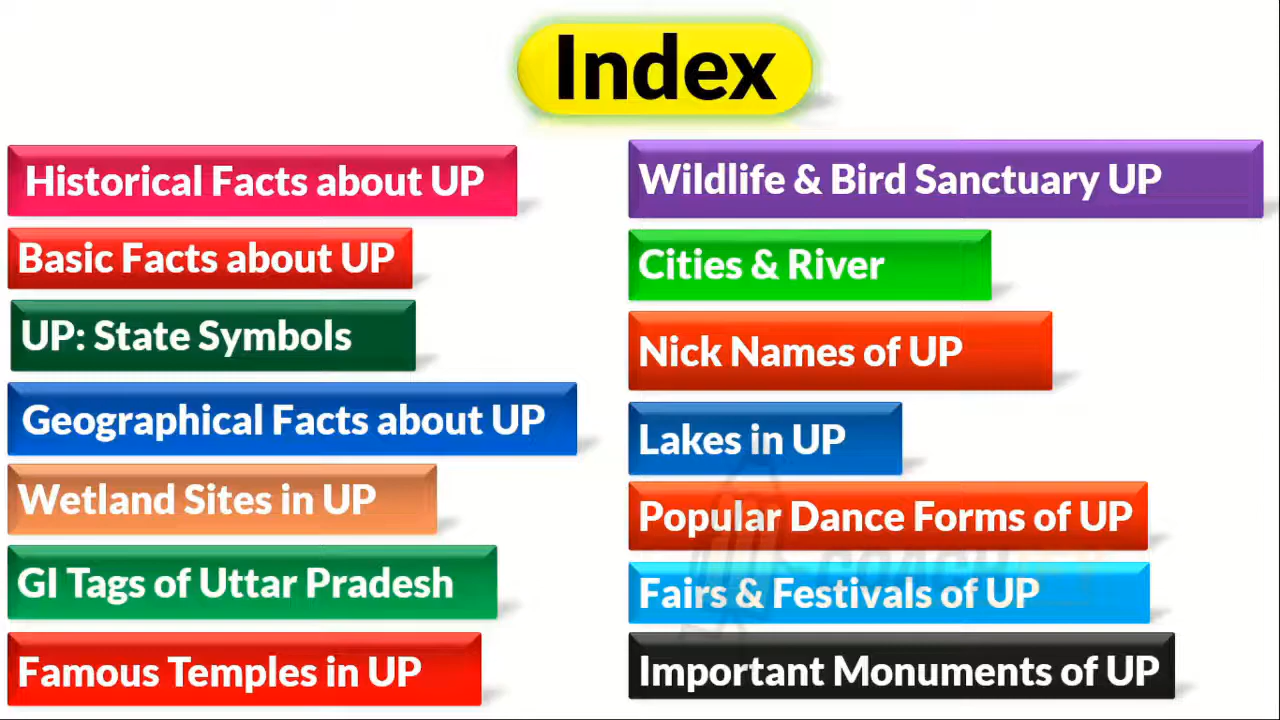 Index
Historical Facts about UP
Basic Facts about UP
UP: State Symbols
Geographical Facts about UP
Wetland Sites in UP
GI Tags of Uttar Pradesh
Famous Temples in UP
Wildlife & Bird Sanctuary UP
Cities & River
Nick Names of UP
Lakes in UP
Popular Dance Forms of UP
Fairs & Festivals of UP
Important Monuments of UP